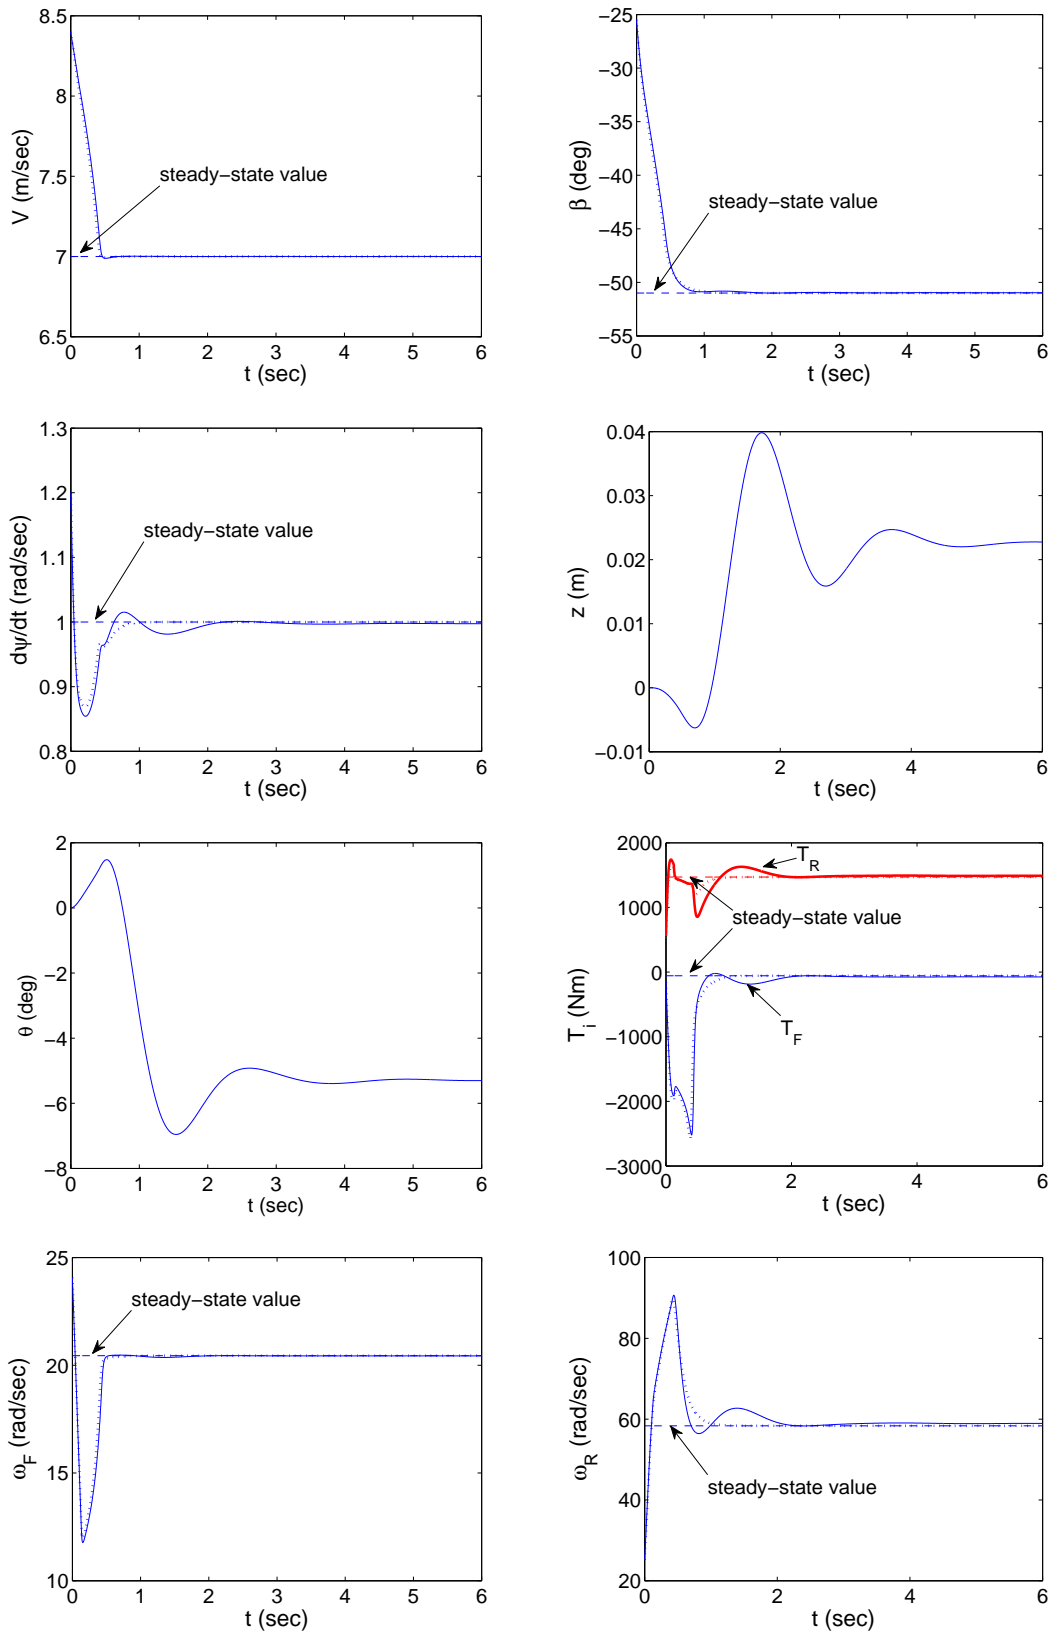 8.5
8
7.5
7
6.5
V (m/sec)
steady−state value
0 1 2 3 4 5 6
t (sec)
−25
−30
−35
−40
−45
−50
−55
β (deg)
steady−state value
0 1 2 3 4 5 6
t (sec)
1.3
1.2
1.1
1
0.9
0.8
dψ/dt (rad/sec)
steady−state value
0 1 2 3 4 5 6
t (sec)
0.04
0.03
0.02
0.01
0
−0.01
z (m)
0 2 4 6
t (sec)
2
0
−2
−4
−6
−8
θ (deg)
0 1 2 3 4 5 6
t (sec)
2000
1000
0
−1000
−2000
−3000
T_i (Nm)
T_R
steady−state value
T_F
0 2 4 6
t (sec)
25
20
15
10
ω_F (rad/sec)
steady−state value
0 1 2 3 4 5 6
t (sec)
100
80
60
40
20
ω_R (rad/sec)
steady−state value
0 2 4 6
t (sec)